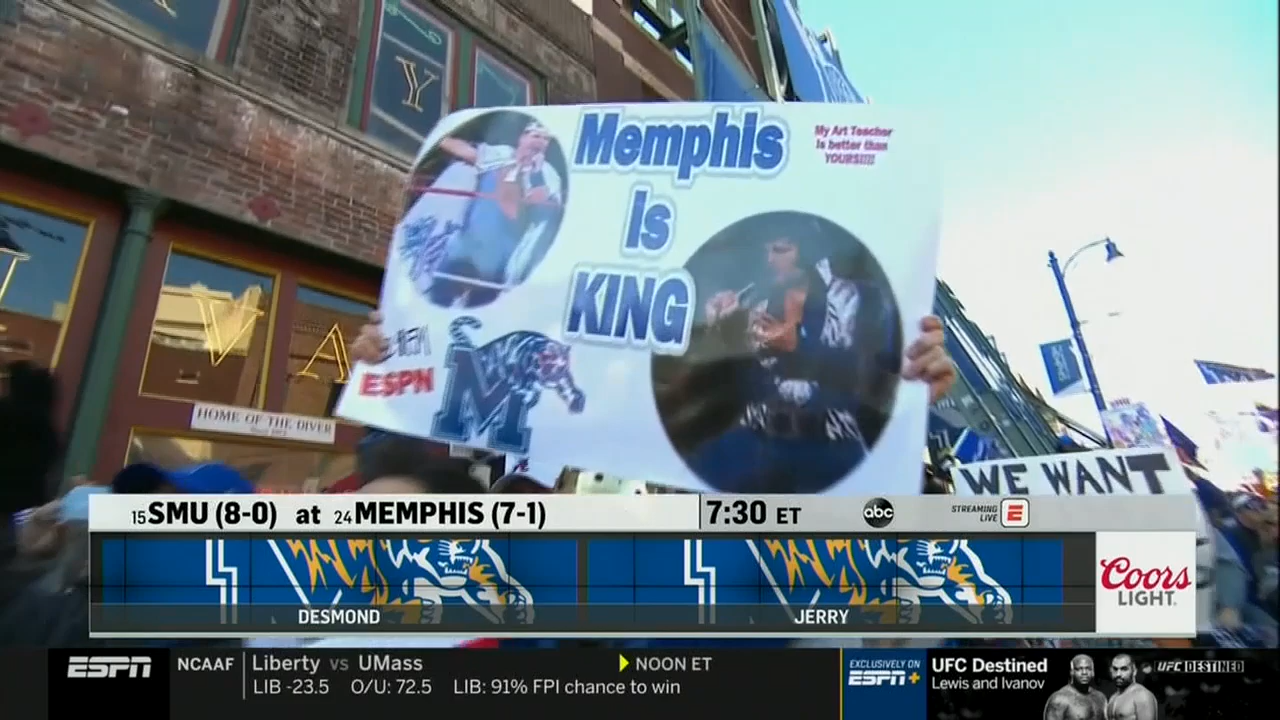 Y
Memphis
Is
KING
My Art Teacher
Is better than
YOURS!!!!
ESPN
M
V A
HOME OF THE DIVER
WE WANT
15 SMU (8-0) at 24 MEMPHIS (7-1)
7:30 ET
abc
STREAMING
LIVE
E
DESMOND
JERRY
Coors
LIGHT
ESPN
NCAAF
Liberty vs UMass
NOON ET
LIB -23.5 O/U: 72.5 LIB: 91% FPI chance to win
EXCLUSIVELY ON
ESPN+
UFC Destined
Lewis and Ivanov
UFC DESTINED